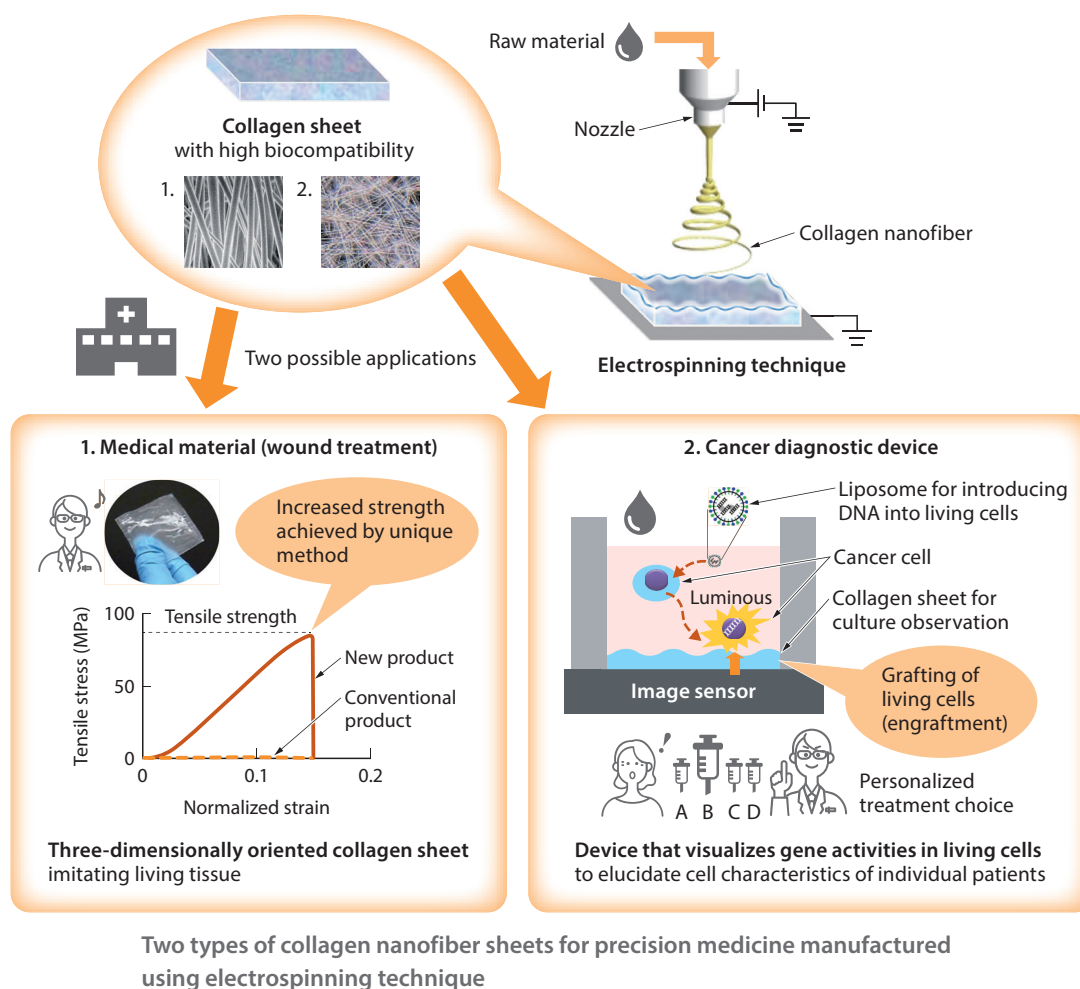 Raw material
Nozzle
Collagen nanofiber
Electrospinning technique
Collagen sheet
with high biocompatibility
1.
2.
Two possible applications
1. Medical material (wound treatment)
Increased strength
achieved by unique
method
Tensile stress (MPa)
100
50
0
Tensile strength
New product
Conventional
product
0
0.1
0.2
Normalized strain
Three-dimensionally oriented collagen sheet
imitating living tissue
2. Cancer diagnostic device
Liposome for introducing
DNA into living cells
Cancer cell
Luminous
Collagen sheet for
culture observation
Image sensor
Grafting of
living cells
(engraftment)
!
A B C D
Personalized
treatment choice
Device that visualizes gene activities in living cells
to elucidate cell characteristics of individual patients
Two types of collagen nanofiber sheets for precision medicine manufactured
using electrospinning technique